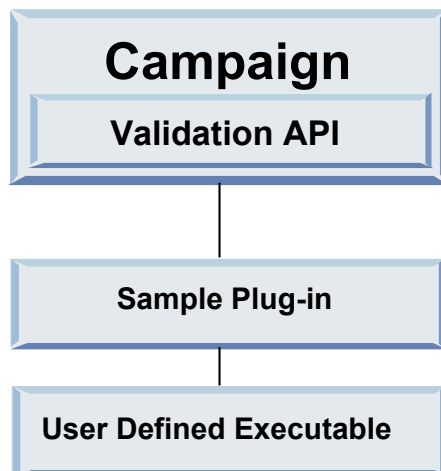 Campaign
Validation API
Sample Plug-in
User Defined Executable